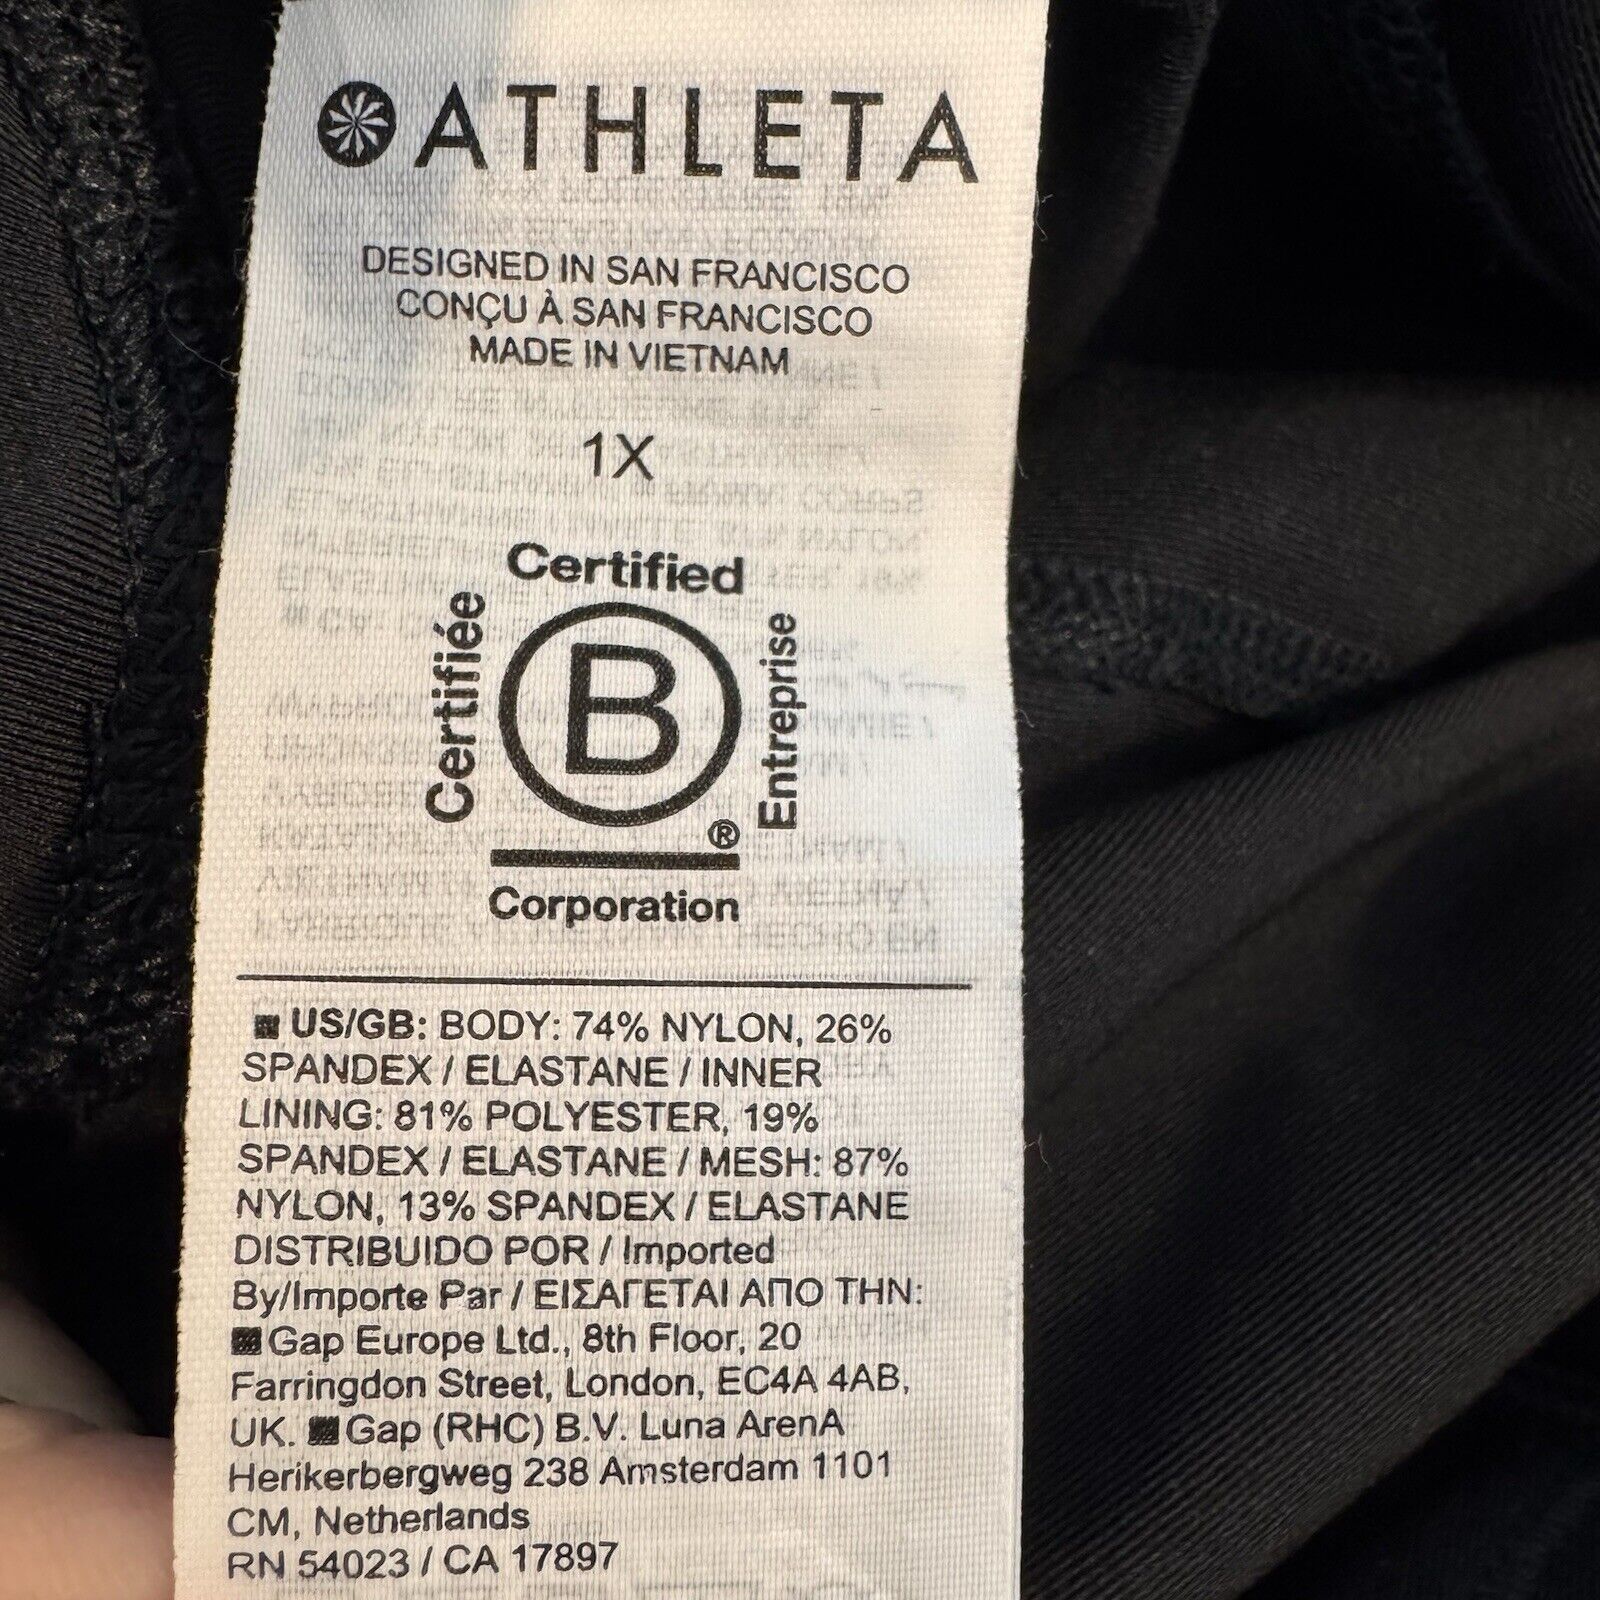 ATHLETA
DESIGNED IN SAN FRANCISCO
CONÇU À SAN FRANCISCO
MADE IN VIETNAM
1X
Certified
Certifiée
B
Entreprise
®
Corporation
US/GB: BODY: 74% NYLON, 26%
SPANDEX / ELASTANE / INNER
LINING: 81% POLYESTER, 19%
SPANDEX / ELASTANE / MESH: 87%
NYLON, 13% SPANDEX / ELASTANE
DISTRIBUIDO POR / Imported
By/Importe Par / ΕΙΣΑΓΕΤΑΙ ΑΠΟ ΤΗΝ:
Gap Europe Ltd., 8th Floor, 20
Farringdon Street, London, EC4A 4AB,
UK. Gap (RHC) B.V. Luna ArenA
Herikerbergweg 238 Amsterdam 1101
CM, Netherlands
RN 54023 / CA 17897